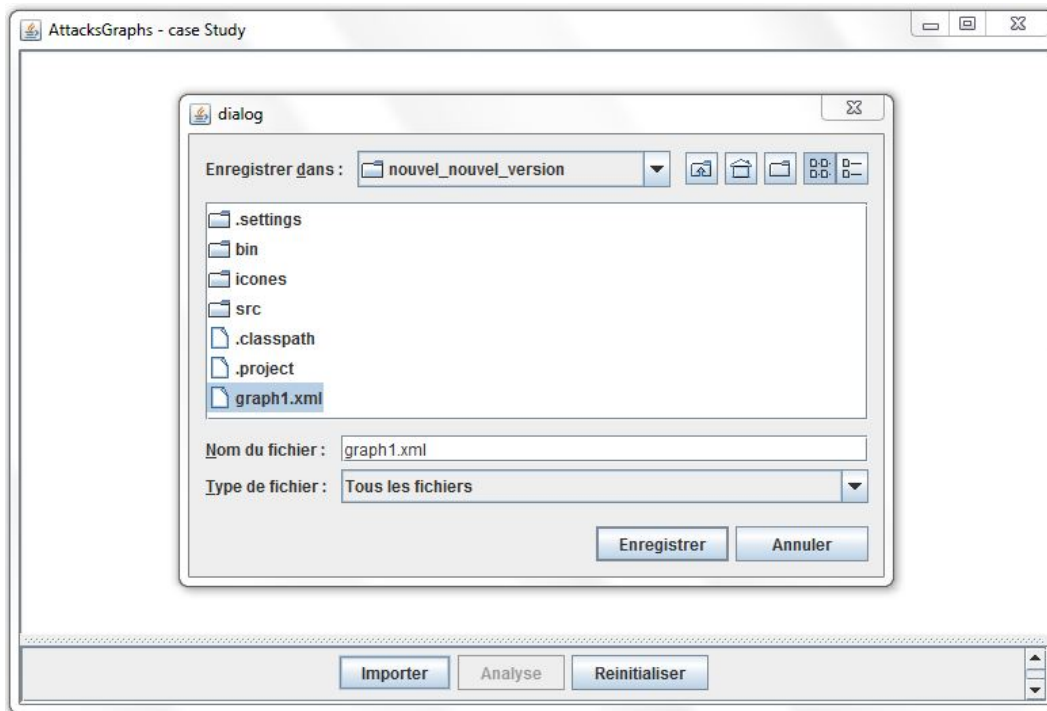 AttacksGraphs - case Study
dialog
Enregistrer dans : nouvel_nouvel_version
.settings
bin
icones
src
.classpath
.project
graph1.xml
Nom du fichier : graph1.xml
Type de fichier : Tous les fichiers
Enregistrer Annuler
Importer Analyse Reinitialiser